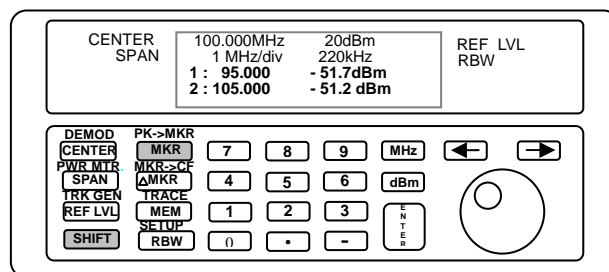 CENTER 100.000MHz 20dBm REF LVL
SPAN 1 MHz/div 220kHz RBW
1 : 95.000 - 51.7dBm
2 : 105.000 - 51.2 dBm
DEMOD PK->MKR
CENTER MKR 7 8 9 MHz
PWR MTR. MKR->CF
SPAN △MKR 4 5 6 dBm
TRK GEN TRACE
REF LVL MEM 1 2 3 ENTER
SETUP
SHIFT RBW 0 • -